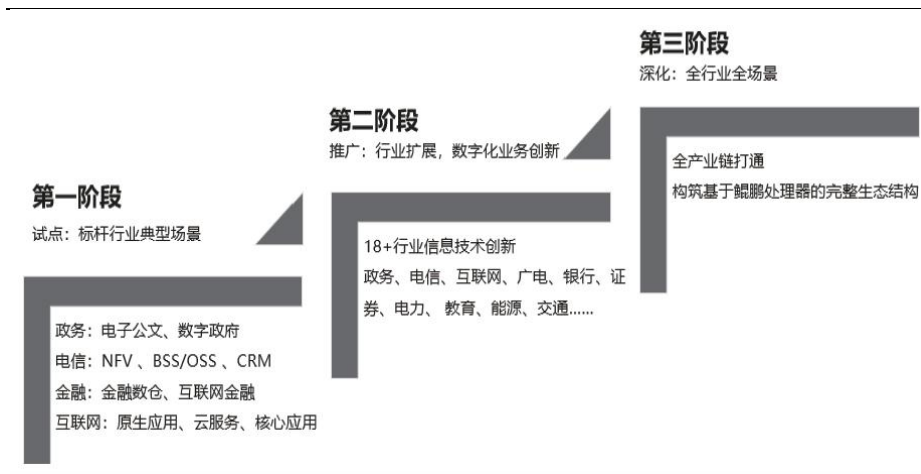 第一阶段
试点：标杆行业典型场景
政务：电子公文、数字政府
电信：NFV 、BSS/OSS 、CRM
金融：金融数仓、互联网金融
互联网：原生应用、云服务、核心应用
第二阶段
推广：行业扩展，数字化业务创新
18+行业信息技术创新
政务、电信、互联网、广电、银行、证
券、电力、 教育、能源、交通......
第三阶段
深化：全行业全场景
全产业链打通
构筑基于鲲鹏处理器的完整生态结构